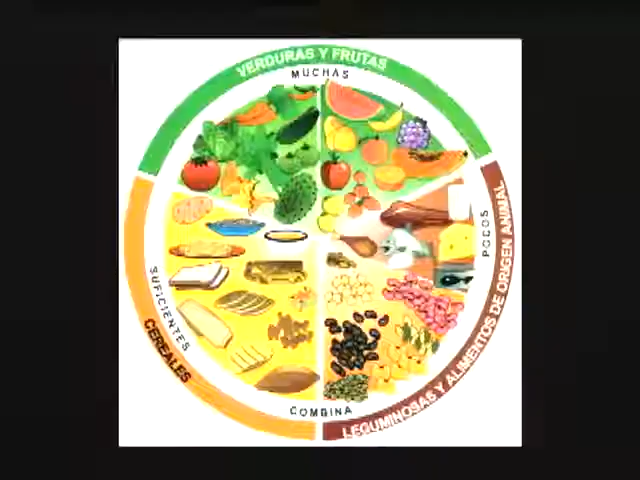 VERDURAS Y FRUTAS
MUCHAS
POCOS
LEGUMINOSAS Y ALIMENTOS DE ORIGEN ANIMAL
SUFICIENTES
CEREALES
COMBINA